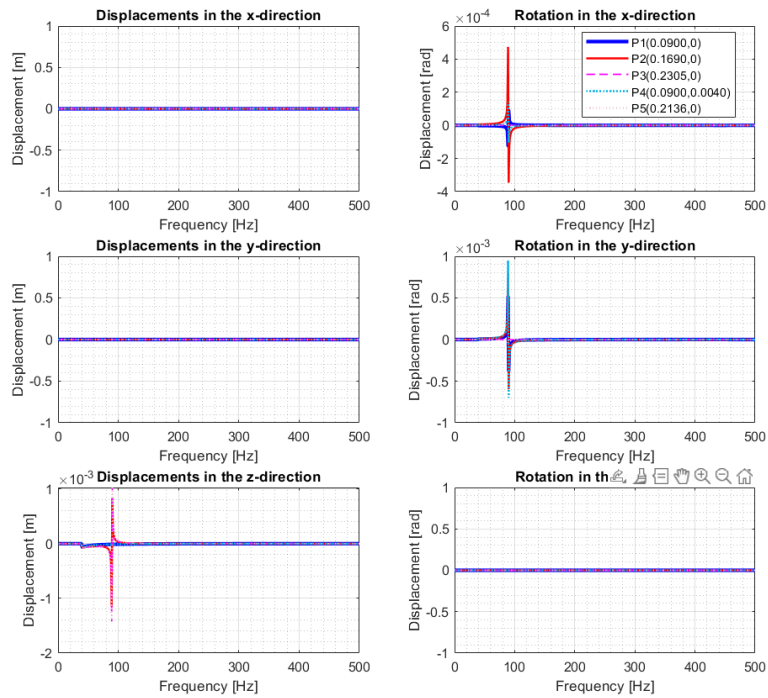 Displacements in the x-direction
Displacement [m]
1
0.5
0
-0.5
-1
0 100 200 300 400 500
Frequency [Hz]
Rotation in the x-direction
×10-4
Displacement [rad]
6
4
2
0
-2
-4
0 100 200 300 400 500
Frequency [Hz]
P1(0.0900,0)
P2(0.1690,0)
P3(0.2305,0)
P4(0.0900,0.0040)
P5(0.2136,0)
Displacements in the y-direction
Displacement [m]
1
0.5
0
-0.5
-1
0 100 200 300 400 500
Frequency [Hz]
Rotation in the y-direction
×10-3
Displacement [rad]
1
0.5
0
-0.5
-1
0 100 200 300 400 500
Frequency [Hz]
×10-3 Displacements in the z-direction
Displacement [m]
1
0
-1
-2
0 100 200 300 400 500
Frequency [Hz]
Rotation in th
Displacement [rad]
1
0.5
0
-0.5
-1
0 100 200 300 400 500
Frequency [Hz]